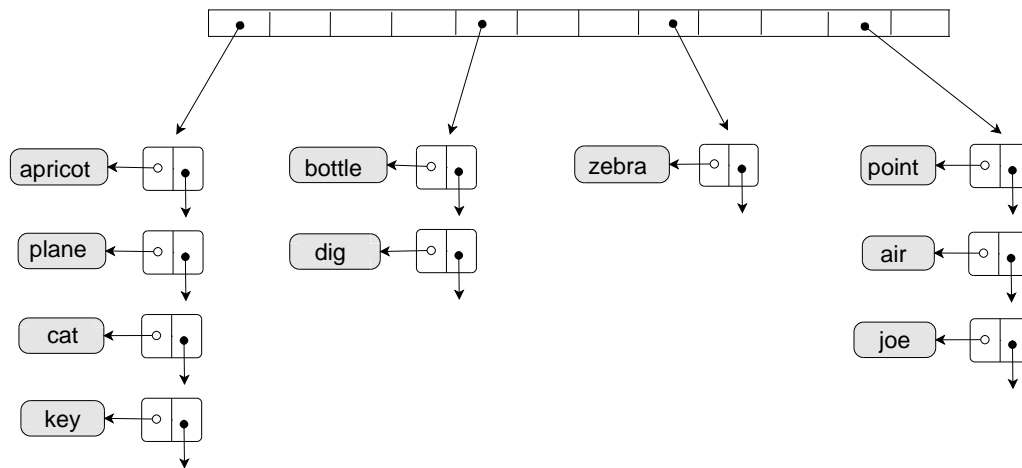 apricot
bottle
zebra
point
plane
dig
air
cat
joe
key